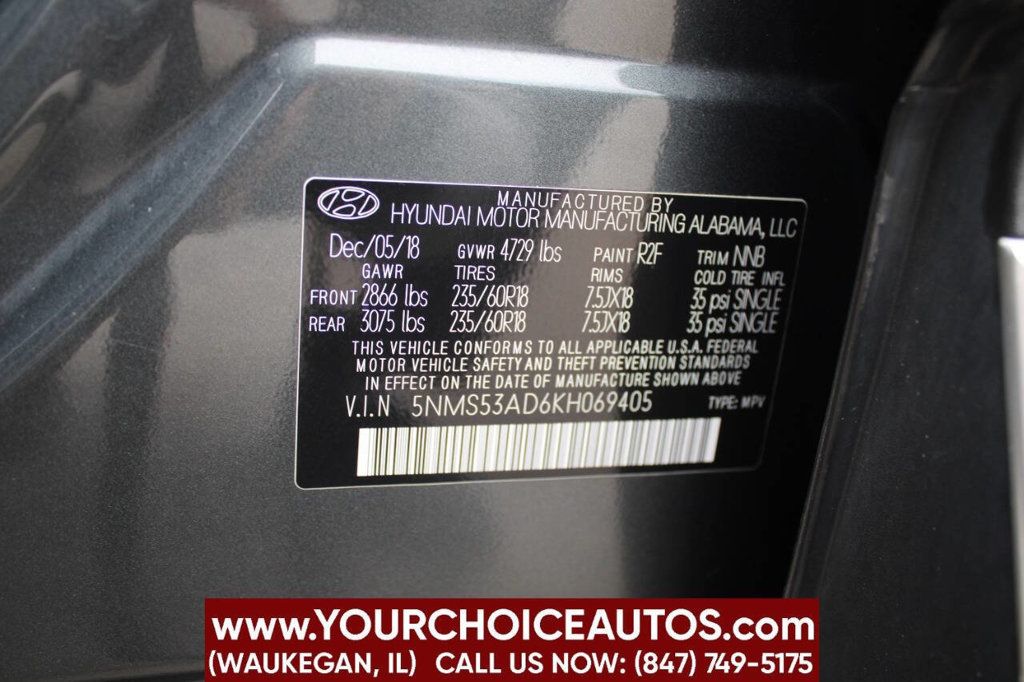 MANUFACTURED BY
HYUNDAI MOTOR MANUFACTURING ALABAMA, LLC
Dec/05/18 GVWR 4729 lbs PAINT R2F TRIM NNB
GAWR TIRES RIMS COLD TIRE INFL
FRONT 2866 lbs 235/60R18 7.5JX18 35 psi SINGLE
REAR 3075 lbs 235/60R18 7.5JX18 35 psi SINGLE
THIS VEHICLE CONFORMS TO ALL APPLICABLE U.S.A. FEDERAL
MOTOR VEHICLE SAFETY AND THEFT PREVENTION STANDARDS
IN EFFECT ON THE DATE OF MANUFACTURE SHOWN ABOVE
V.I.N 5NMS53AD6KH069405 TYPE: MPV
www.YOURCHOICEAUTOS.com
(WAUKEGAN, IL) CALL US NOW: (847) 749-5175